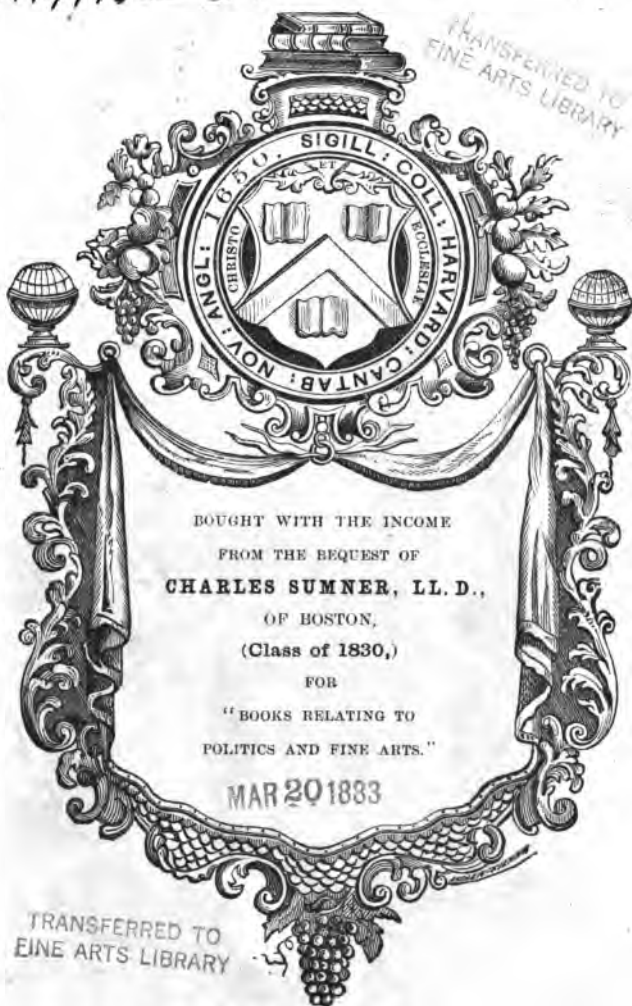 TRANSFERRED TO
FINE ARTS LIBRARY
SIGILL: COLL: HARVARD: CANTAB: NOV: ANGL: 1650.
ET
CHRISTO
ECCLESIAE
BOUGHT WITH THE INCOME
FROM THE BEQUEST OF
CHARLES SUMNER, LL. D.,
OF BOSTON,
(Class of 1830,)
FOR
"BOOKS RELATING TO
POLITICS AND FINE ARTS."
MAR 20 1883
TRANSFERRED TO
FINE ARTS LIBRARY